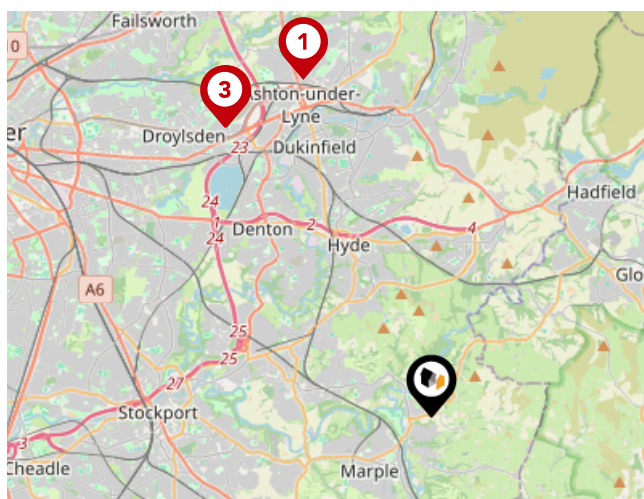 Failsworth
10
1
3
Ashton-under-
Lyne
er
Droylsden
23
Dukinfield
Hadfield
24
1
24
Denton
2
Hyde
4
Glo
A6
25
25
27
Stockport
3
Cheadle
Marple